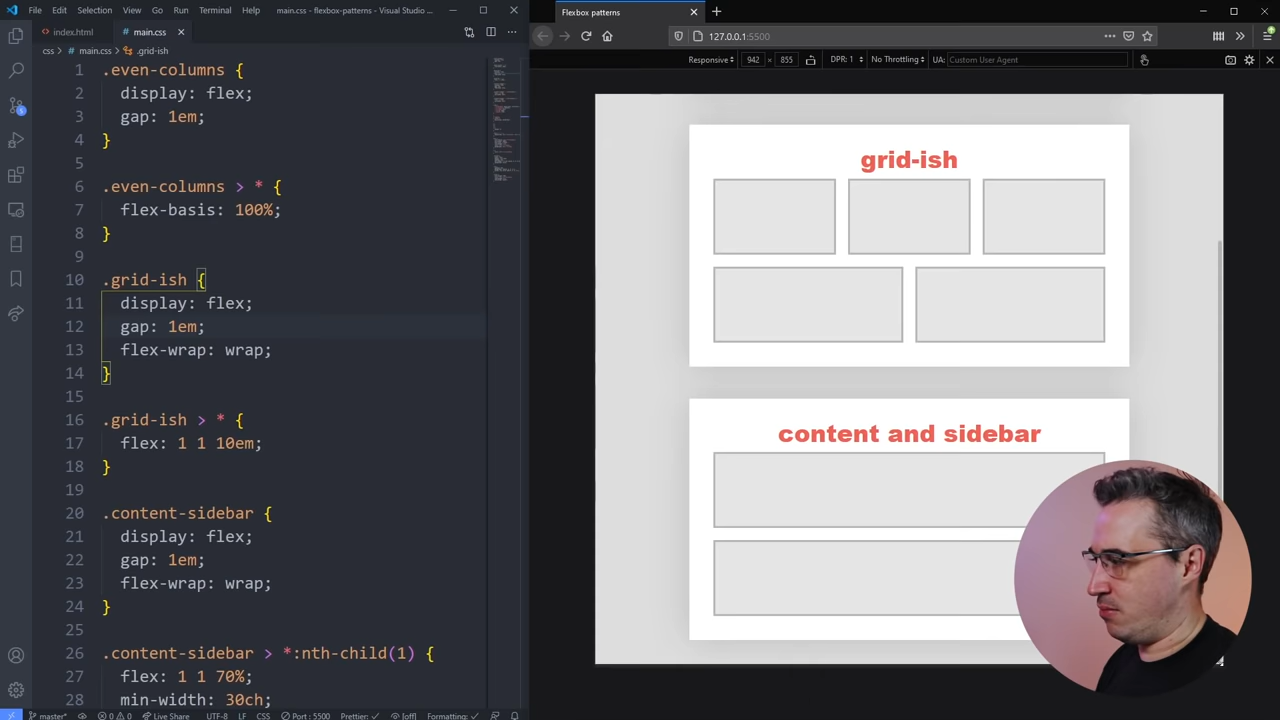 File Edit Selection View Go Run Terminal Help main.css - flexbox-patterns - Visual Studio ...
index.html main.css
css > main.css > .grid-ish
1 .even-columns {
2 display: flex;
3 gap: 1em;
4 }
5
6 .even-columns > * {
7 flex-basis: 100%;
8 }
9
10 .grid-ish {
11 display: flex;
12 gap: 1em;
13 flex-wrap: wrap;
14 }
15
16 .grid-ish > * {
17 flex: 1 1 10em;
18 }
19
20 .content-sidebar {
21 display: flex;
22 gap: 1em;
23 flex-wrap: wrap;
24 }
25
26 .content-sidebar > *:nth-child(1) {
27 flex: 1 1 70%;
28 min-width: 30ch;
master* 0 0 Live Share UTF-8 LF CSS Port : 5500 Prettier: ✓ [off] Formatting: ✓
Flexbox patterns
127.0.0.1:5500
Responsive 942 × 855 DPR: 1 No Throttling UA: Custom User Agent
grid-ish
content and sidebar